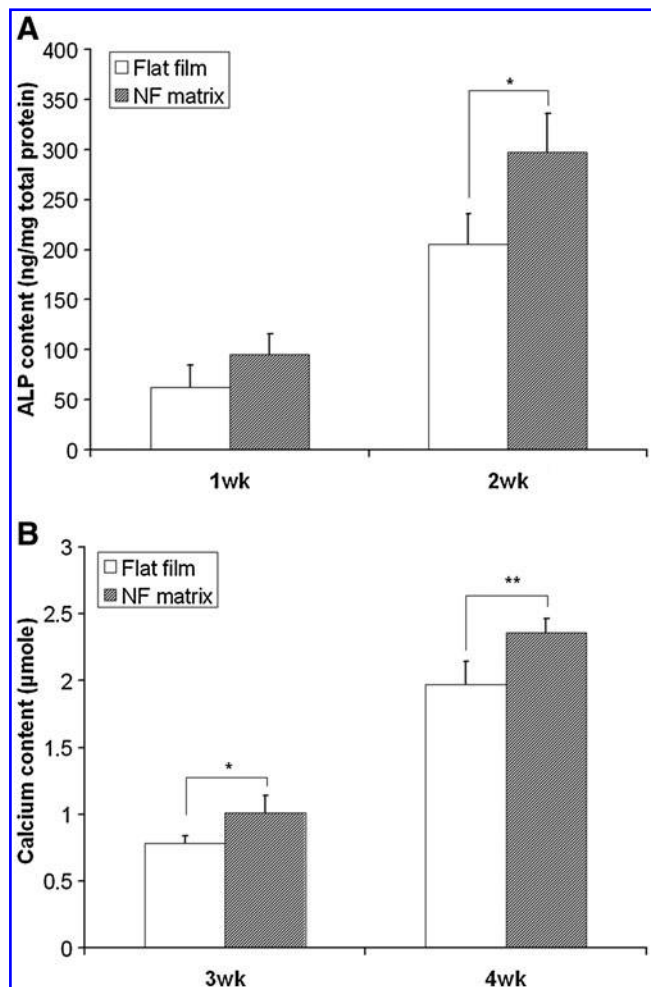 A
400
350
300
250
200
150
100
50
0
ALP content (ng/mg total protein)
Flat film
NF matrix
*
1wk 2wk
B
3
2.5
2
1.5
1
0.5
0
Calcium content (µmole)
Flat film
NF matrix
*
**
3wk 4wk